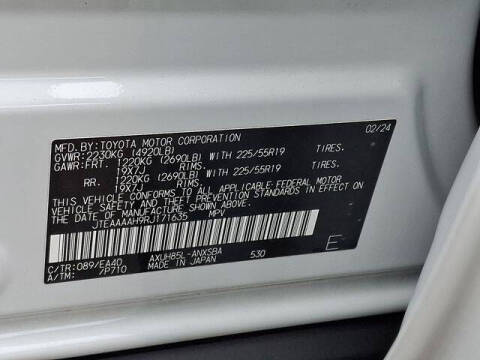 MFD.BY:TOYOTA MOTOR CORPORATION 02/24
GVWR:2230KG (4920LB)
GAWR:FRT. 1220KG (2690LB) WITH 225/55R19 TIRES.
19X7J RIMS.
RR. 1220KG (2690LB) WITH 225/55R19 TIRES.
19X7J RIMS.
THIS VEHICLE CONFORMS TO ALL APPLICABLE FEDERAL MOTOR
VEHICLE SAFETY AND THEFT PREVENTION STANDARDS IN EFFECT ON
THE DATE OF MANUFACTURE SHOWN ABOVE.
JTEAAAAH9RJ171635 MPV
C/TR:089/EA40 AXUH85L-ANXSBA 530
A/TM: /P710 MADE IN JAPAN
E